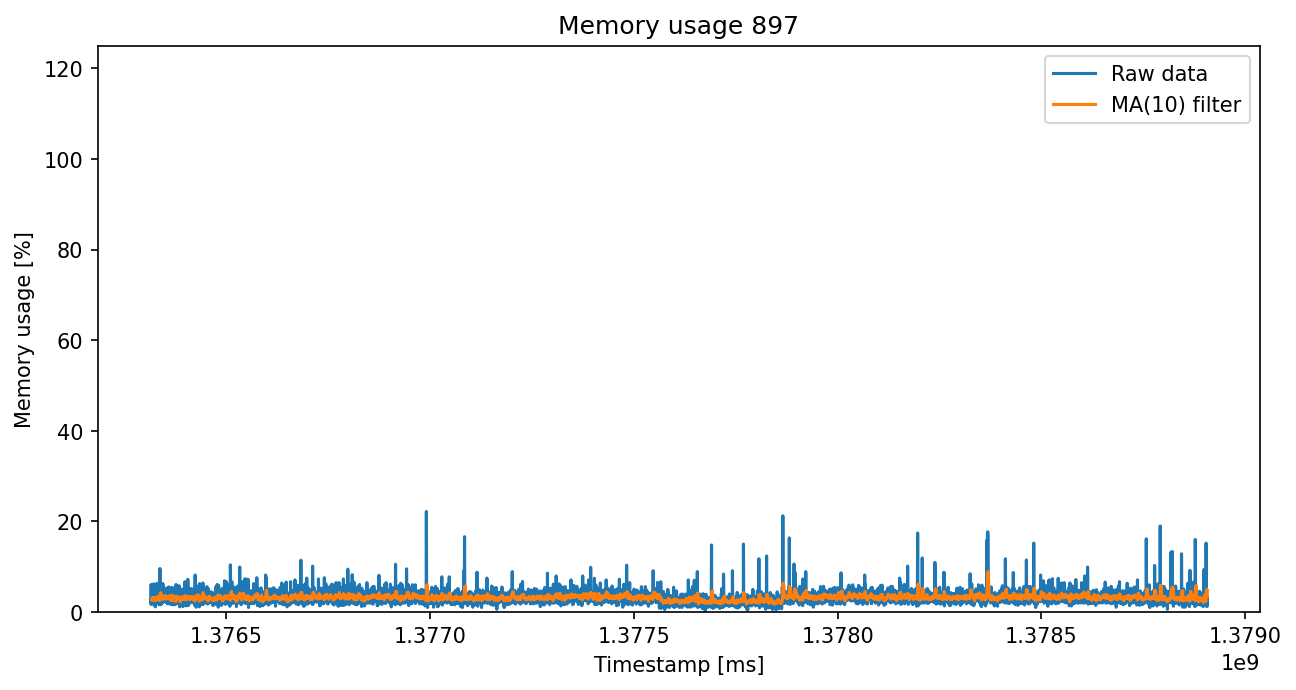 Memory usage 897
Raw data
MA(10) filter
120
100
80
60
40
20
0
Memory usage [%]
1.3765 1.3770 1.3775 1.3780 1.3785 1.3790
1e9
Timestamp [ms]